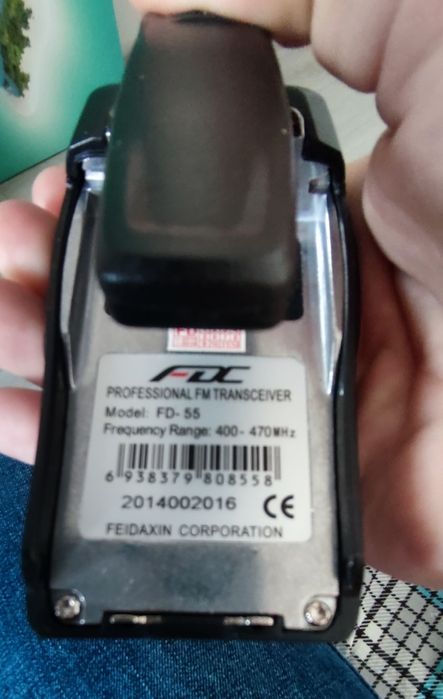 FDC
PROFESSIONAL FM TRANSCEIVER
Model: FD-55
Frequency Range: 400-470MHz
6 938379 808558
2014002016 CE
FEIDAXIN CORPORATION